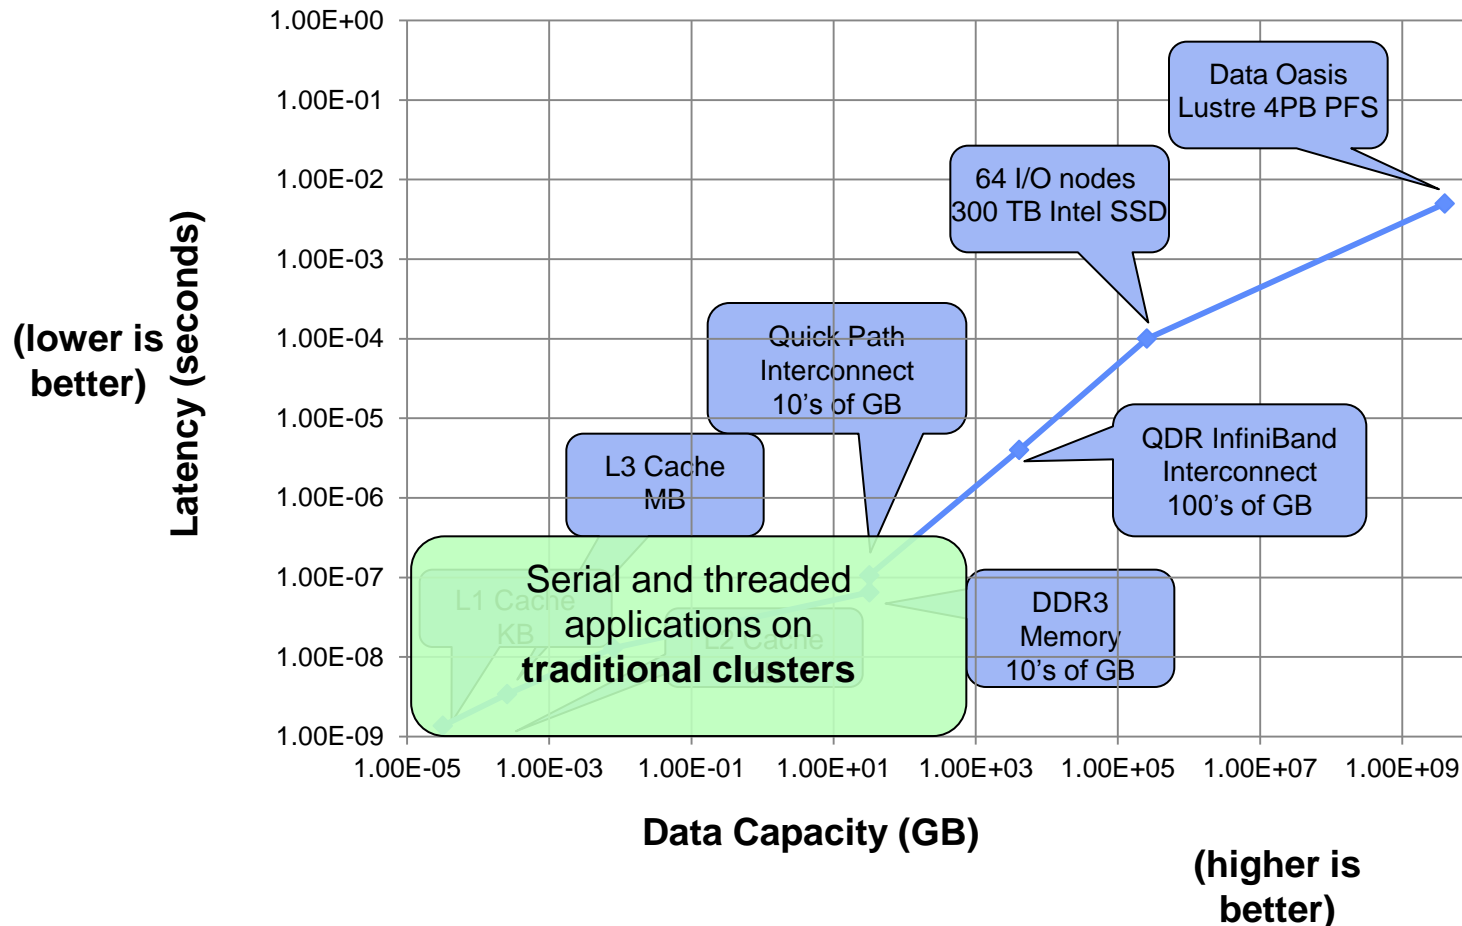 1.00E+00
1.00E-01
1.00E-02
1.00E-03
1.00E-04
1.00E-05
1.00E-06
1.00E-07
1.00E-08
1.00E-09
(lower is
better)
Latency (seconds)
Data Oasis
Lustre 4PB PFS
64 I/O nodes
300 TB Intel SSD
Quick Path
Interconnect
10’s of GB
QDR InfiniBand
Interconnect
100’s of GB
L3 Cache
MB
L1 Cache
KB
L2 Cache
Serial and threaded
applications on
traditional clusters
DDR3
Memory
10’s of GB
1.00E-05 1.00E-03 1.00E-01 1.00E+01 1.00E+03 1.00E+05 1.00E+07 1.00E+09
Data Capacity (GB)
(higher is
better)